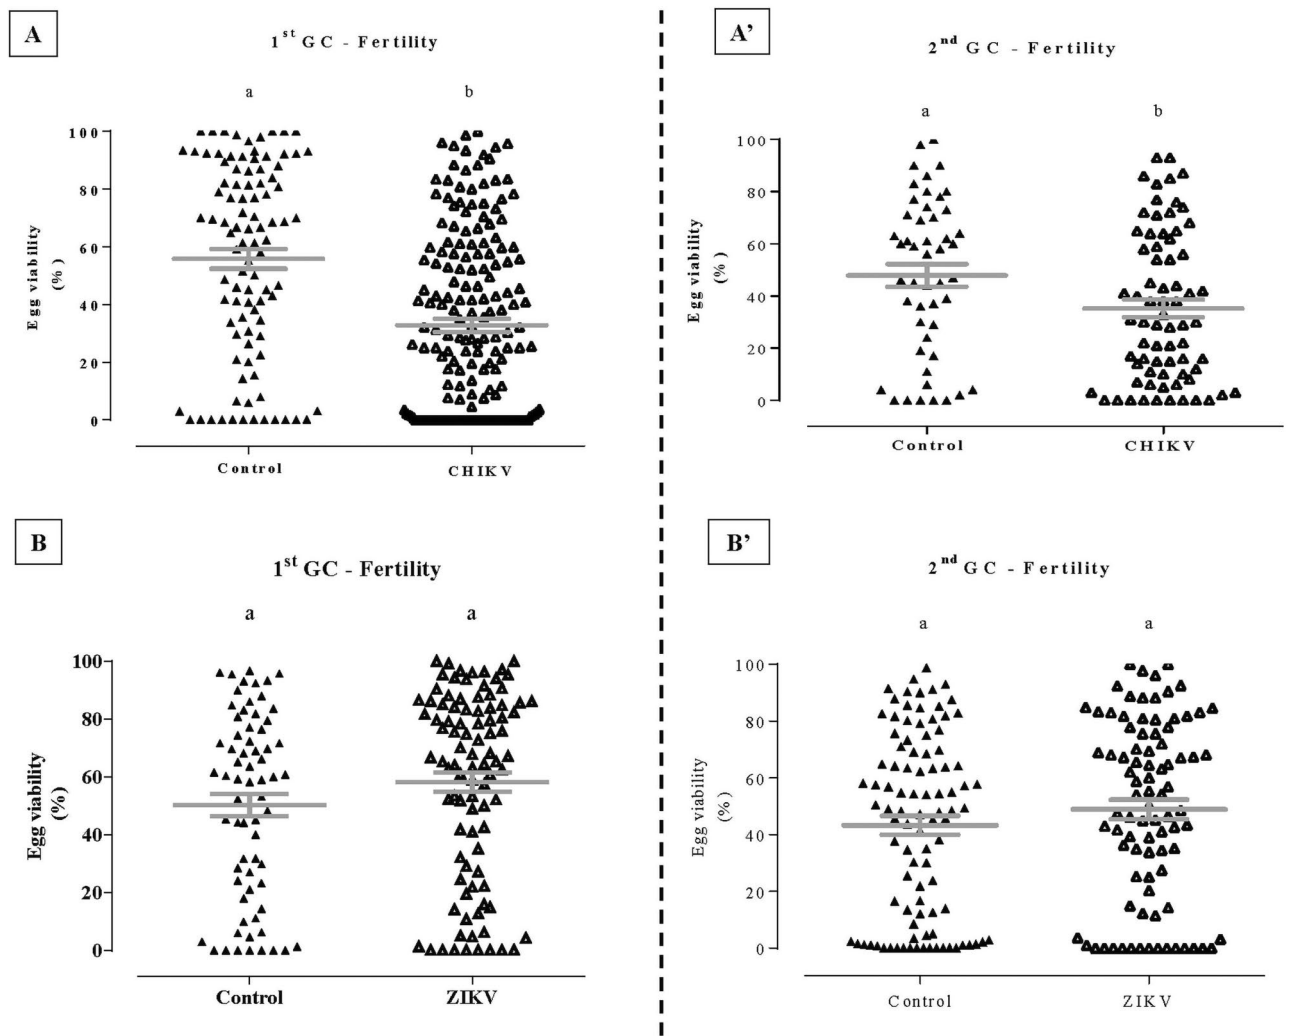 A
1st GC - Fertility
a b
Egg viability
(%)
100
80
60
40
20
0
Control CHIKV
A’
2nd GC - Fertility
a b
Egg viability
(%)
100
80
60
40
20
0
Control CHIKV
B
1st GC - Fertility
a a
Egg viability
(%)
100
80
60
40
20
0
Control ZIKV
B’
2nd GC - Fertility
a a
Egg viability
(%)
100
80
60
40
20
0
Control ZIKV